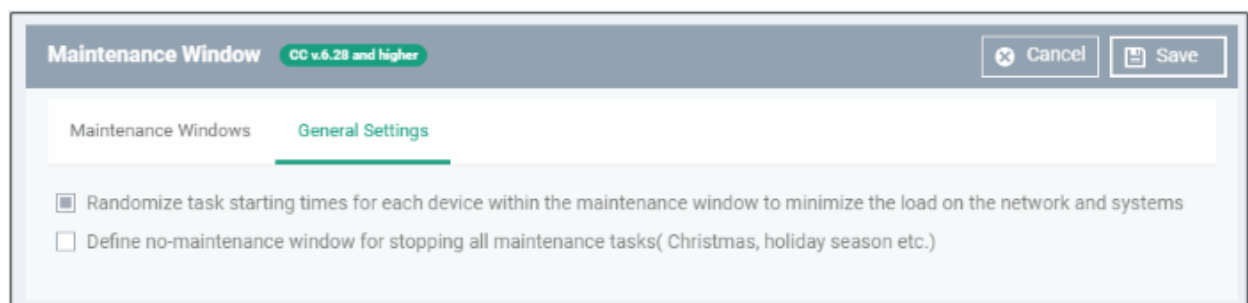 Maintenance Window CC v.6.28 and higher Cancel Save
Maintenance Windows General Settings
Randomize task starting times for each device within the maintenance window to minimize the load on the network and systems
Define no-maintenance window for stopping all maintenance tasks( Christmas, holiday season etc.)